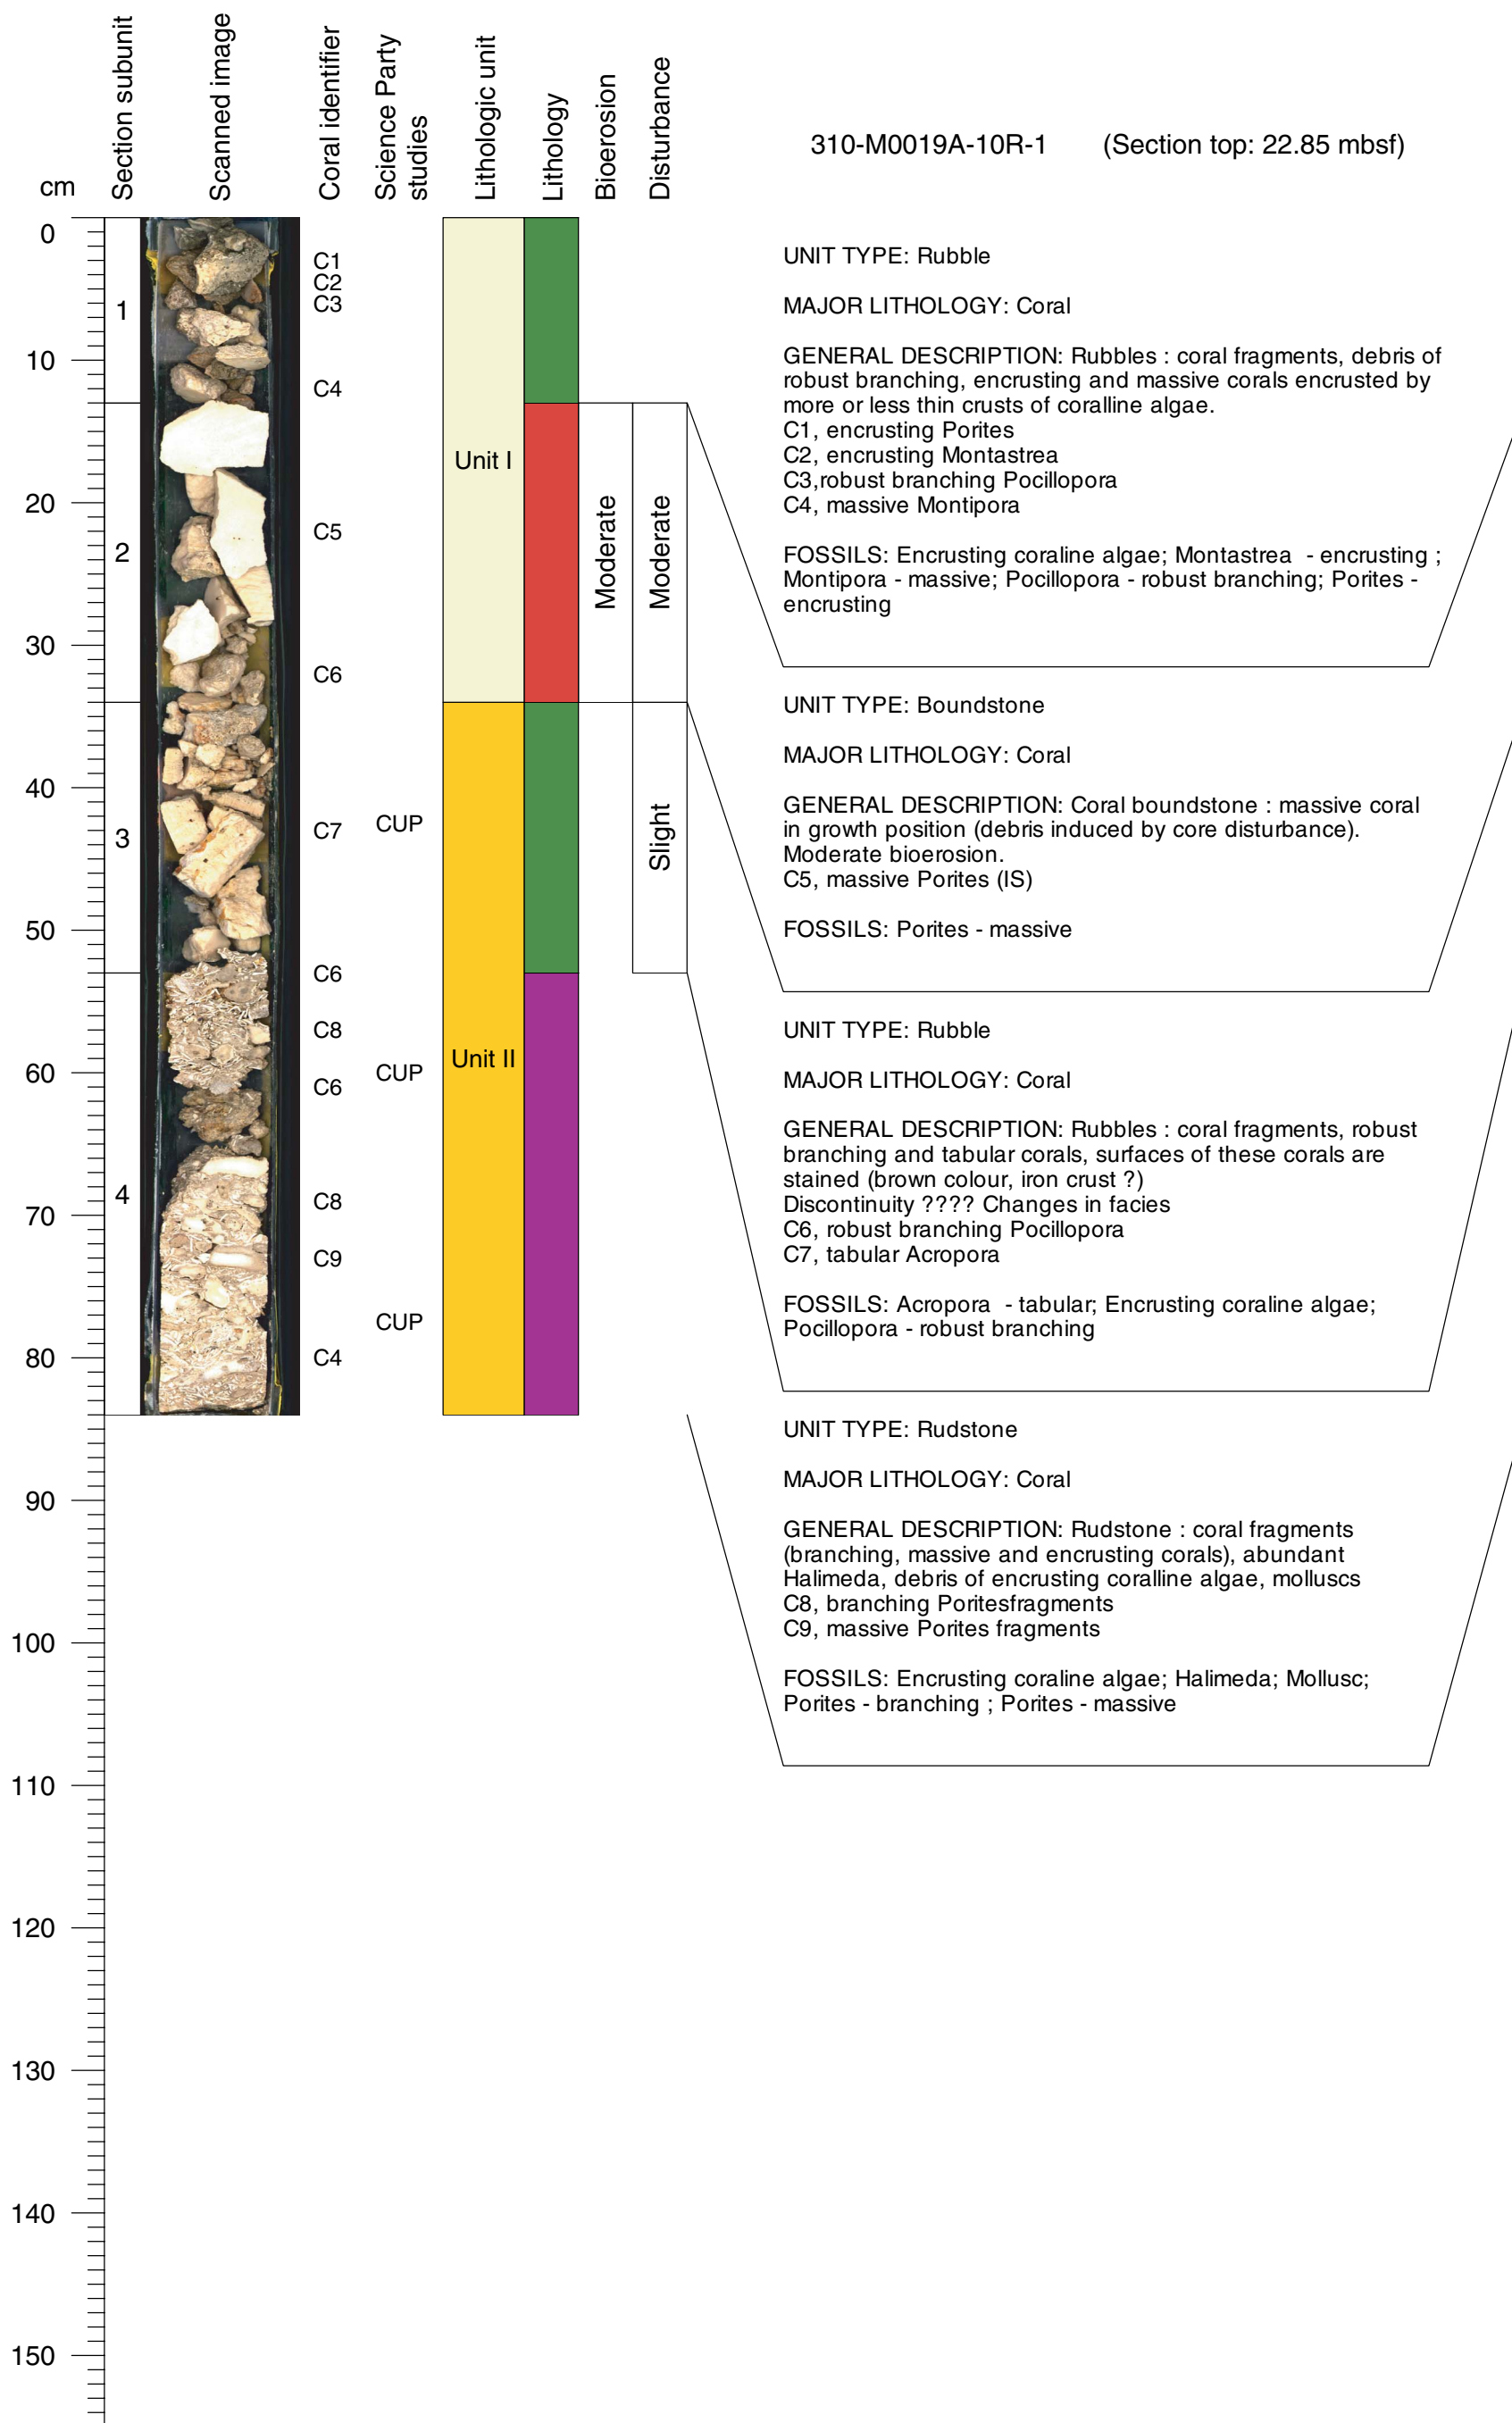 310-M0019A-10R-1 (Section top: 22.85 mbsf)
cm
Section subunit
Scanned image
Coral identifier
Science Party
studies
Lithologic unit
Lithology
Bioerosion
Disturbance
0
10
20
30
40
50
60
70
80
90
100
110
120
130
140
150
1
2
3
4
C1
C2
C3
C4
C5
C6
C7
C6
C8
C6
C8
C9
C4
CUP
CUP
CUP
Unit I
Unit II
Moderate
Moderate
Slight
UNIT TYPE: Rubble
MAJOR LITHOLOGY: Coral
GENERAL DESCRIPTION: Rubbles : coral fragments, debris of
robust branching, encrusting and massive corals encrusted by
more or less thin crusts of coralline algae.
C1, encrusting Porites
C2, encrusting Montastrea
C3,robust branching Pocillopora
C4, massive Montipora
FOSSILS: Encrusting coraline algae; Montastrea - encrusting ;
Montipora - massive; Pocillopora - robust branching; Porites -
encrusting
UNIT TYPE: Boundstone
MAJOR LITHOLOGY: Coral
GENERAL DESCRIPTION: Coral boundstone : massive coral
in growth position (debris induced by core disturbance).
Moderate bioerosion.
C5, massive Porites (IS)
FOSSILS: Porites - massive
UNIT TYPE: Rubble
MAJOR LITHOLOGY: Coral
GENERAL DESCRIPTION: Rubbles : coral fragments, robust
branching and tabular corals, surfaces of these corals are
stained (brown colour, iron crust ?)
Discontinuity ???? Changes in facies
C6, robust branching Pocillopora
C7, tabular Acropora
FOSSILS: Acropora - tabular; Encrusting coraline algae;
Pocillopora - robust branching
UNIT TYPE: Rudstone
MAJOR LITHOLOGY: Coral
GENERAL DESCRIPTION: Rudstone : coral fragments
(branching, massive and encrusting corals), abundant
Halimeda, debris of encrusting coralline algae, molluscs
C8, branching Poritesfragments
C9, massive Porites fragments
FOSSILS: Encrusting coraline algae; Halimeda; Mollusc;
Porites - branching ; Porites - massive